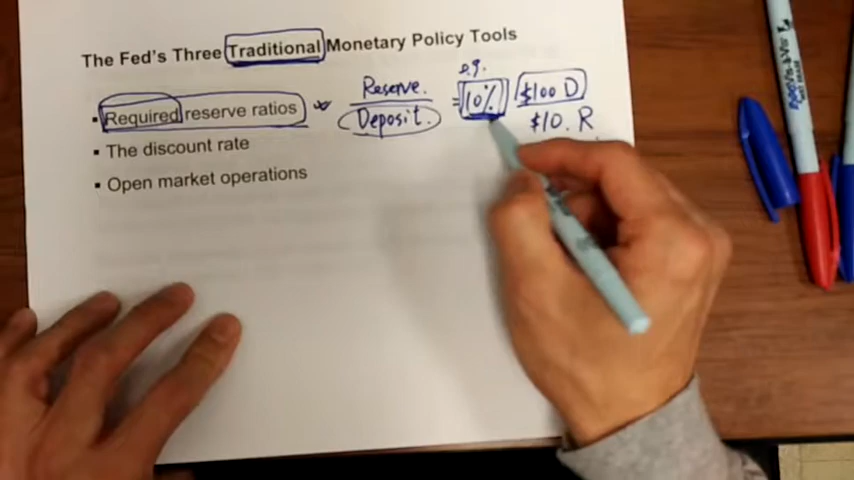 The Fed's Three Traditional Monetary Policy Tools
e.g.
▪ Required reserve ratios Reserve. = 10% $100 D
Deposit. $10. R
▪ The discount rate
▪ Open market operations